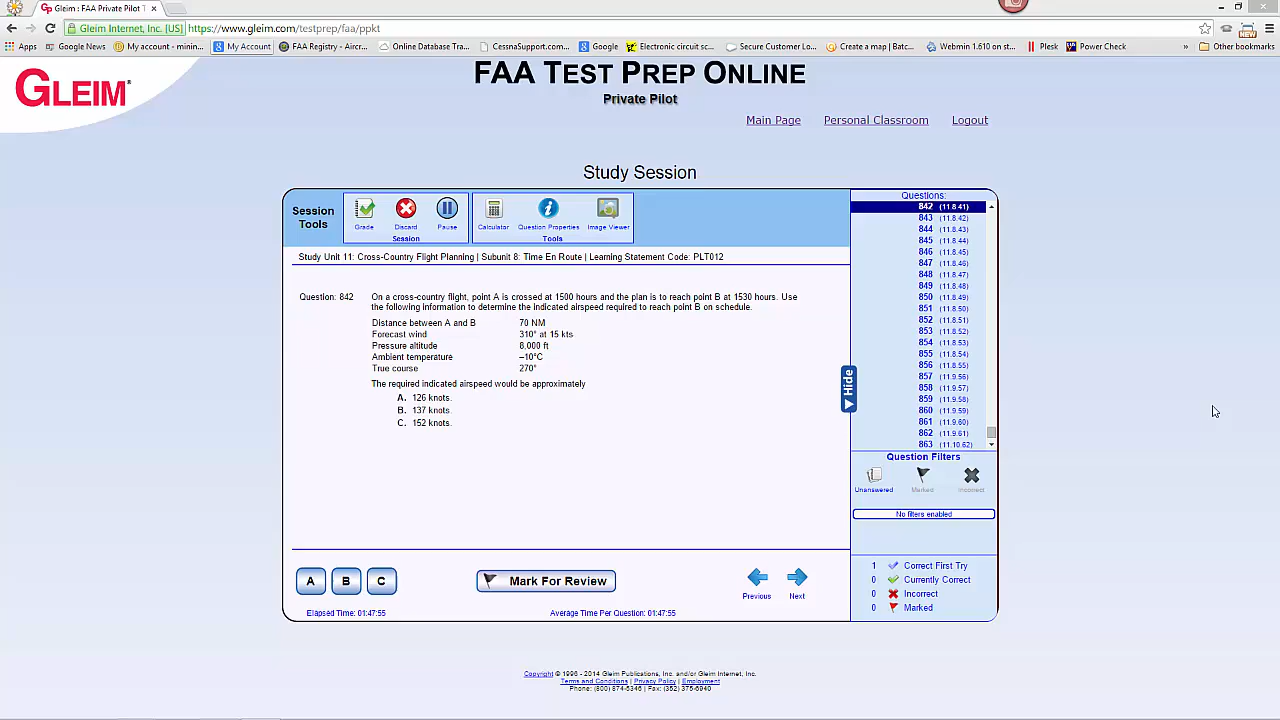 Gleim : FAA Private Pilot T
Gleim Internet, Inc. [US] https://www.gleim.com/testprep/faa/ppkt
Apps Google News My account - minin... My Account FAA Registry - Aircr... Online Database Tra... CessnaSupport.com... Google Electronic circuit sc... Secure Customer Lo... Create a map | Batc... Webmin 1.610 on st... Plesk Power Check » Other bookmarks
GLEIM®
FAA TEST PREP ONLINE
Private Pilot
Main Page Personal Classroom Logout
Study Session
Session Tools
Grade Discard Pause
Session
Calculator Question Properties Image Viewer
Tools
Study Unit 11: Cross-Country Flight Planning | Subunit 8: Time En Route | Learning Statement Code: PLT012
Question: 842 On a cross-country flight, point A is crossed at 1500 hours and the plan is to reach point B at 1530 hours. Use
the following information to determine the indicated airspeed required to reach point B on schedule.
Distance between A and B 70 NM
Forecast wind 310° at 15 kts
Pressure altitude 8,000 ft
Ambient temperature –10°C
True course 270°
The required indicated airspeed would be approximately
A. 126 knots.
B. 137 knots.
C. 152 knots.
A B C
Mark For Review
Previous Next
Elapsed Time: 01:47:55 Average Time Per Question: 01:47:55
Hide
Questions:
842 (11.8.41)
843 (11.8.42)
844 (11.8.43)
845 (11.8.44)
846 (11.8.45)
847 (11.8.46)
848 (11.8.47)
849 (11.8.48)
850 (11.8.49)
851 (11.8.50)
852 (11.8.51)
853 (11.8.52)
854 (11.8.53)
855 (11.8.54)
856 (11.8.55)
857 (11.9.56)
858 (11.9.57)
859 (11.9.58)
860 (11.9.59)
861 (11.9.60)
862 (11.9.61)
863 (11.10.62)
Question Filters
Unanswered Marked Incorrect
No filters enabled
1 Correct First Try
0 Currently Correct
0 Incorrect
0 Marked
Copyright © 1996 - 2014 Gleim Publications, Inc. and/or Gleim Internet, Inc.
Terms and Conditions | Privacy Policy | Employment
Phone: (800) 874-5346 | Fax: (352) 375-6940